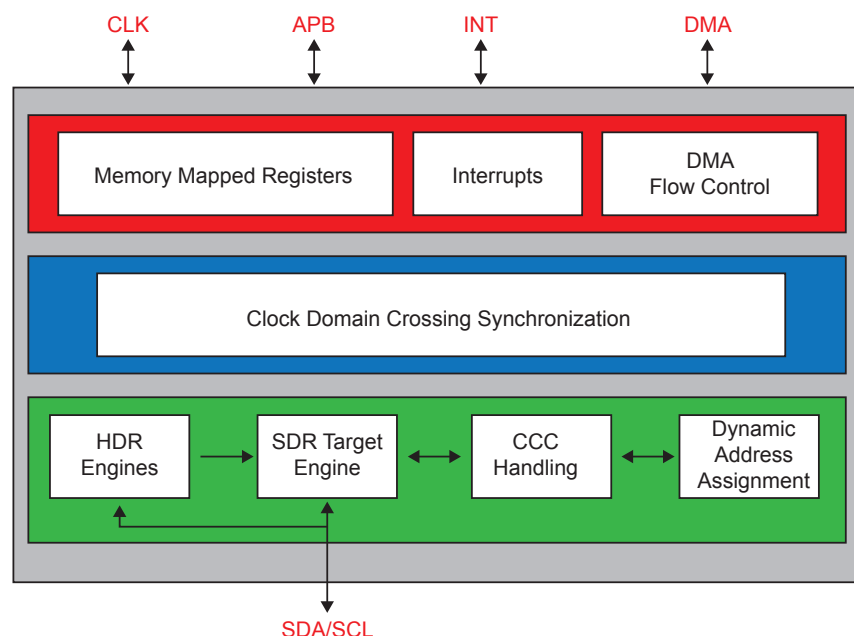 CLK
APB
INT
DMA
Memory Mapped Registers
Interrupts
DMA
Flow Control
Clock Domain Crossing Synchronization
HDR
Engines
SDR Target
Engine
CCC
Handling
Dynamic
Address
Assignment
SDA/SCL